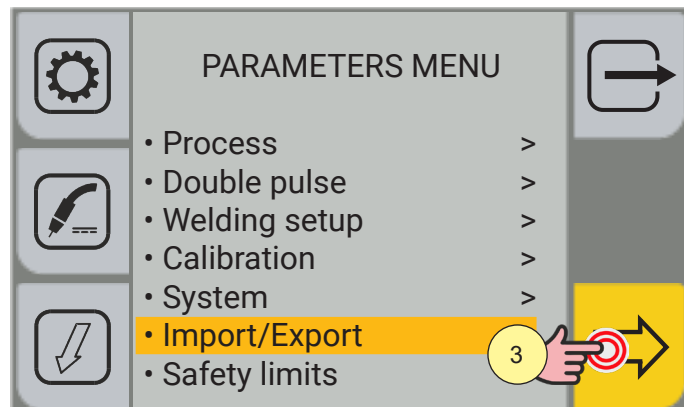 PARAMETERS MENU
• Process >
• Double pulse >
• Welding setup >
• Calibration >
• System >
• Import/Export
3
• Safety limits